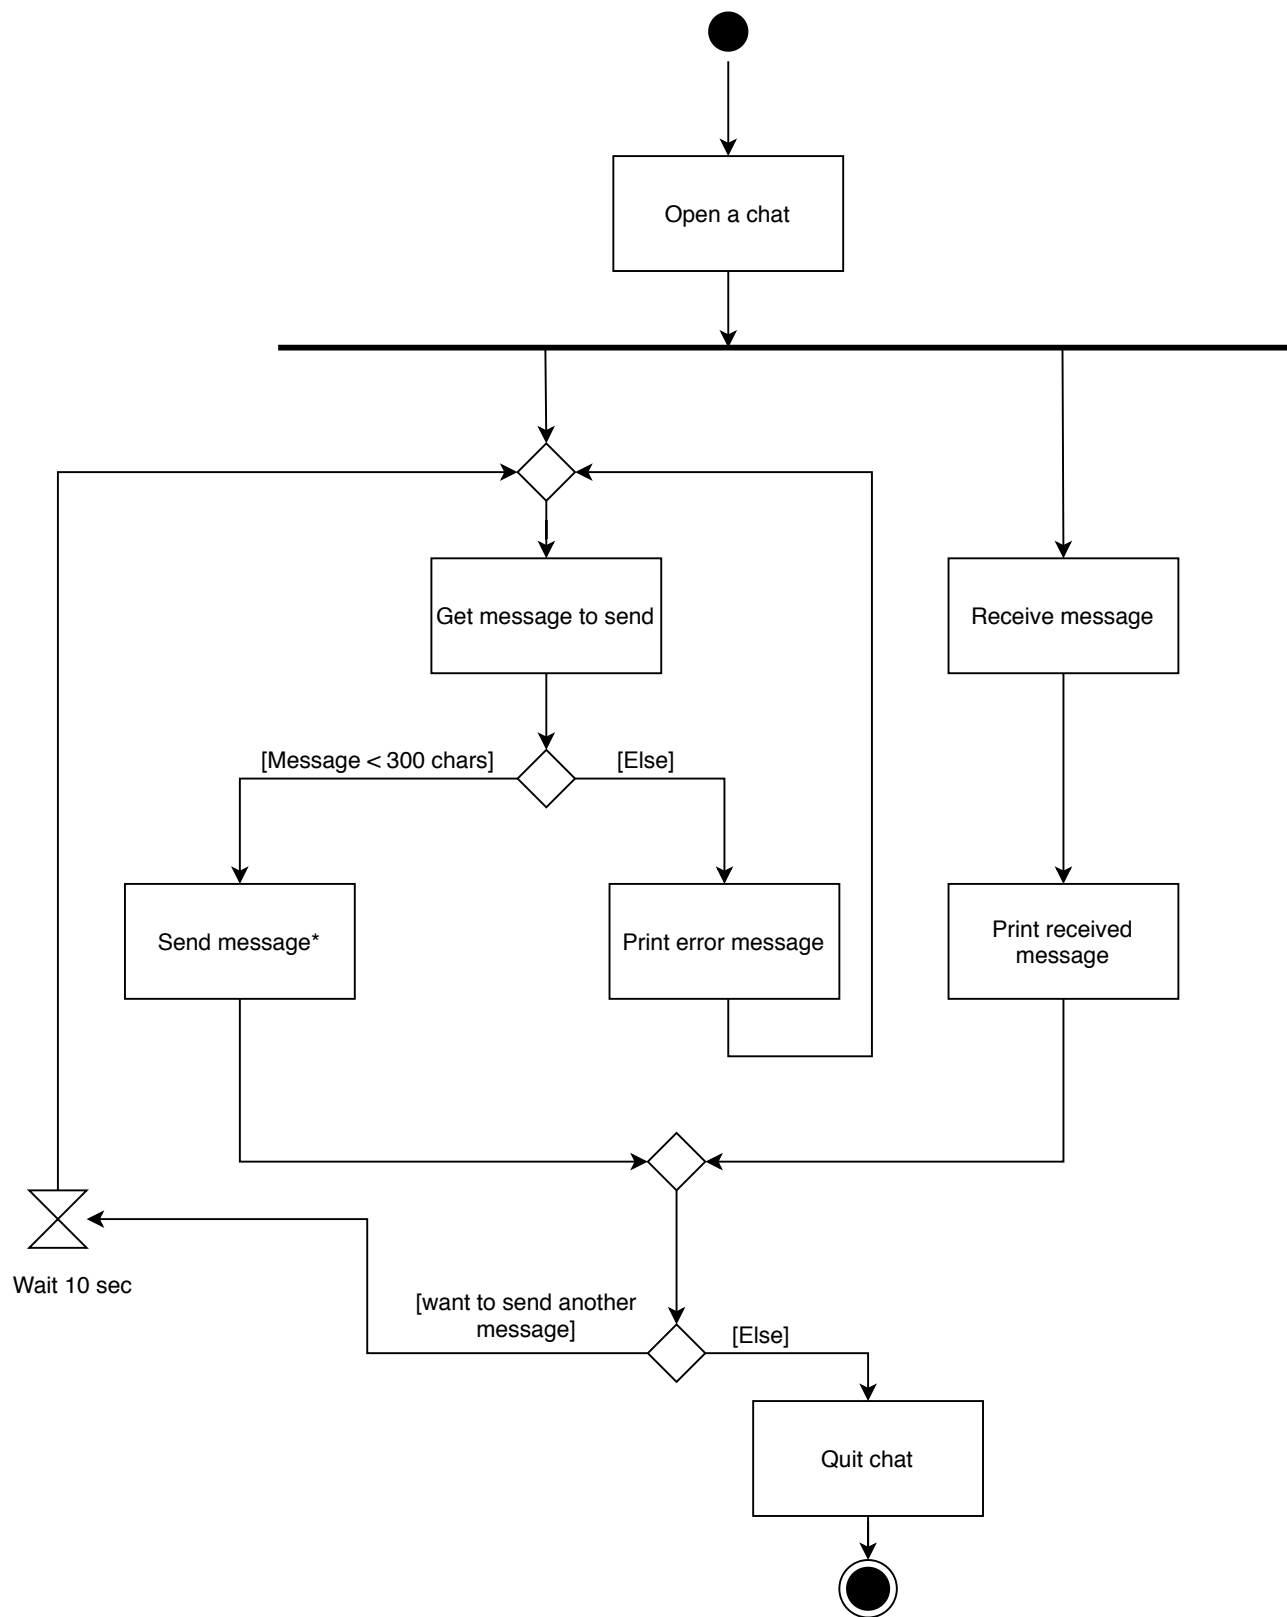 Open a chat
Get message to send
Receive message
[Message < 300 chars]
[Else]
Send message*
Print error message
Print received
message
Wait 10 sec
[want to send another
message]
[Else]
Quit chat